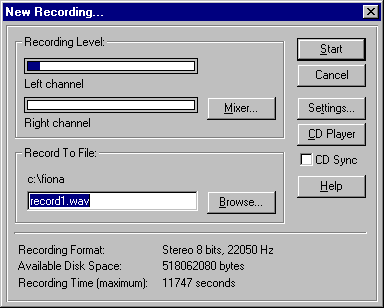 New Recording...
Recording Level:
Left channel
Right channel
Mixer...
Start
Cancel
Settings...
CD Player
CD Sync
Help
Record To File:
c:\fiona
record1.wav
Browse...
Recording Format: Stereo 8 bits, 22050 Hz
Available Disk Space: 518062080 bytes
Recording Time (maximum): 11747 seconds